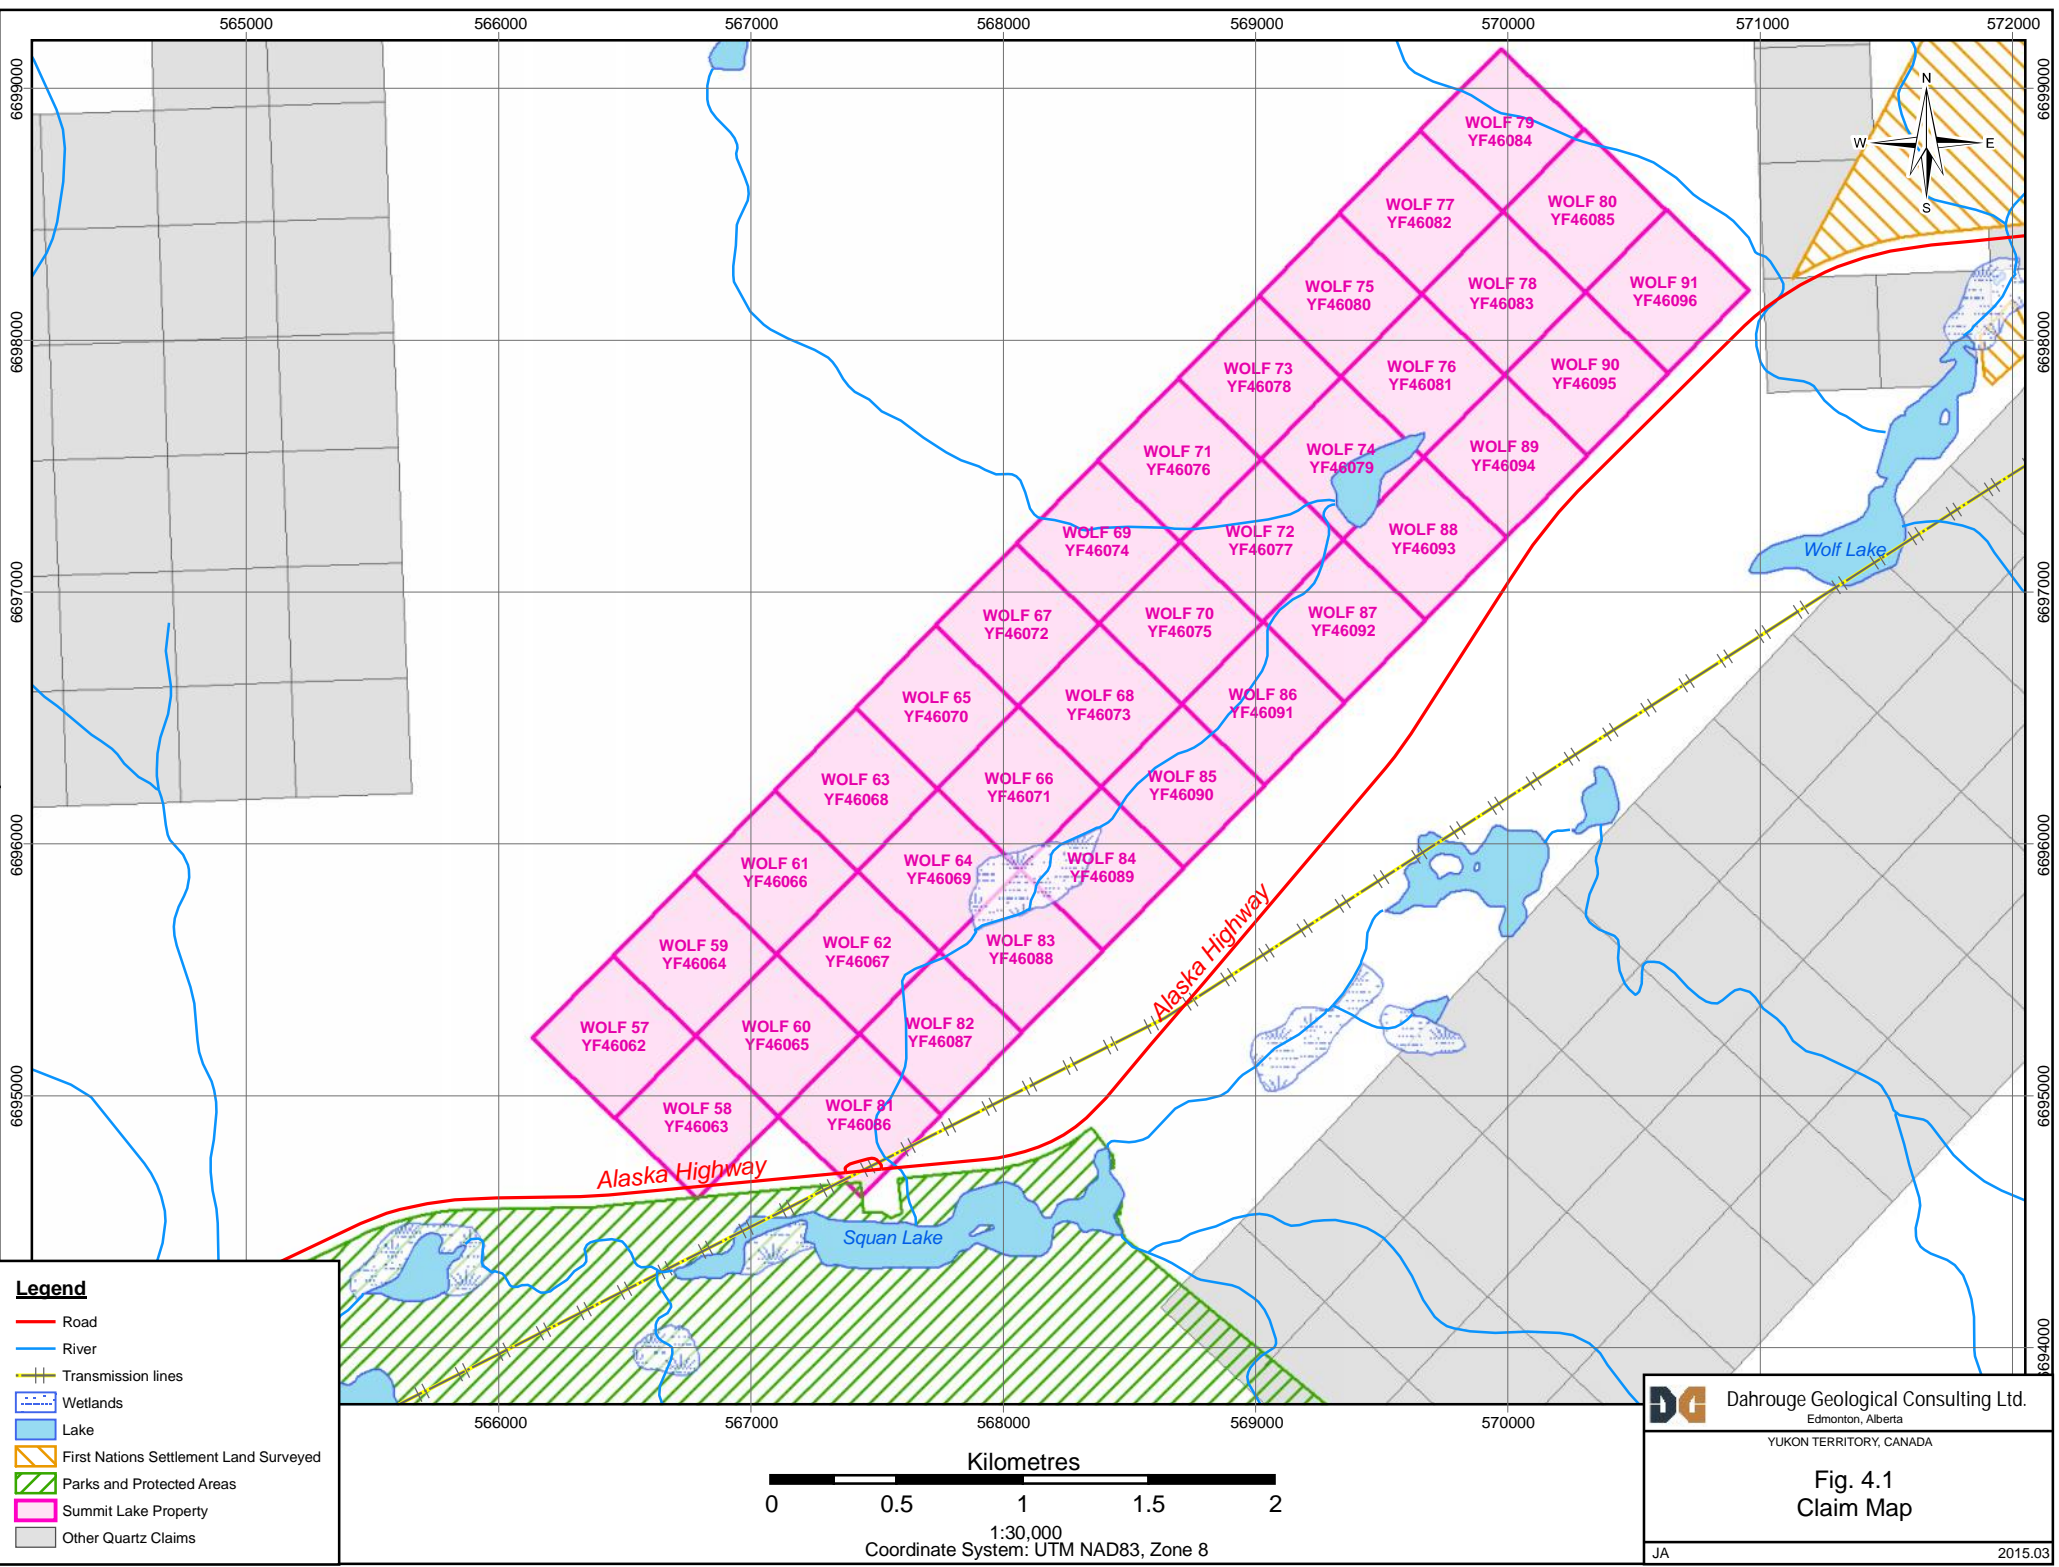 565000 566000 567000 568000 569000 570000 571000 572000
6699000
6699000
6698000
6698000
6697000
6697000
6696000
6696000
6695000
6695000
6694000
N
W E
S
WOLF 79
YF46084
WOLF 77
YF46082
WOLF 80
YF46085
WOLF 75
YF46080
WOLF 78
YF46083
WOLF 91
YF46096
WOLF 73
YF46078
WOLF 76
YF46081
WOLF 90
YF46095
WOLF 71
YF46076
WOLF 74
YF46079
WOLF 89
YF46094
WOLF 69
YF46074
WOLF 72
YF46077
WOLF 88
YF46093
WOLF 67
YF46072
WOLF 70
YF46075
WOLF 87
YF46092
WOLF 65
YF46070
WOLF 68
YF46073
WOLF 86
YF46091
WOLF 63
YF46068
WOLF 66
YF46071
WOLF 85
YF46090
WOLF 61
YF46066
WOLF 64
YF46069
WOLF 84
YF46089
WOLF 59
YF46064
WOLF 62
YF46067
WOLF 83
YF46088
WOLF 57
YF46062
WOLF 60
YF46065
WOLF 82
YF46087
WOLF 58
YF46063
WOLF 81
YF46086
Wolf Lake
Alaska Highway
Alaska Highway
Squan Lake
Legend
Road
River
Transmission lines
Wetlands
Lake
First Nations Settlement Land Surveyed
Parks and Protected Areas
Summit Lake Property
Other Quartz Claims
566000 567000 568000 569000 570000
Kilometres
0 0.5 1 1.5 2
1:30,000
Coordinate System: UTM NAD83, Zone 8
Dahrouge Geological Consulting Ltd.
Edmonton, Alberta
YUKON TERRITORY, CANADA
Fig. 4.1
Claim Map
JA 2015.03